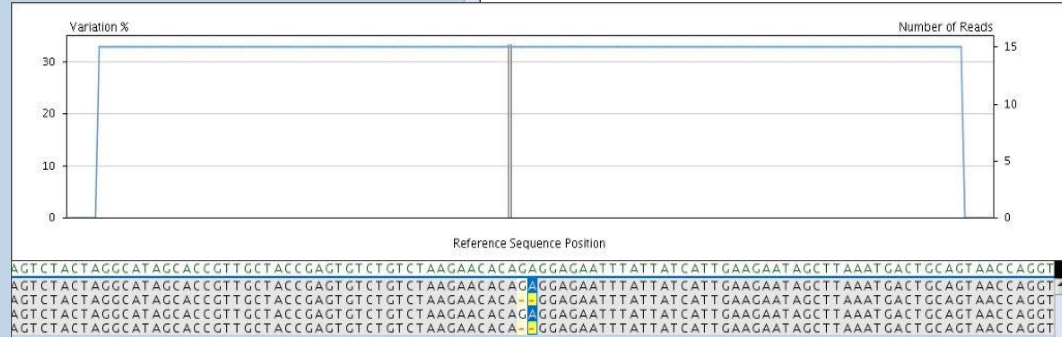 Variation % Number of Reads
30 15
20 10
10 5
0 0
Reference Sequence Position
AGTCTACTAGGCATAGCACCGTTGCTACCGAGTGTCTGTCTAAGAACACAGAGGAGAATTTATTATCATTGAAGAATAGCTTAAATGACTGCAGTAACCAGGT
AGTCTACTAGGCATAGCACCGTTGCTACCGAGTGTCTGTCTAAGAACACAGAGGAGAATTTATTATCATTGAAGAATAGCTTAAATGACTGCAGTAACCAGGT
AGTCTACTAGGCATAGCACCGTTGCTACCGAGTGTCTGTCTAAGAACACA--GGAGAATTTATTATCATTGAAGAATAGCTTAAATGACTGCAGTAACCAGGT
AGTCTACTAGGCATAGCACCGTTGCTACCGAGTGTCTGTCTAAGAACACAGAGGAGAATTTATTATCATTGAAGAATAGCTTAAATGACTGCAGTAACCAGGT
AGTCTACTAGGCATAGCACCGTTGCTACCGAGTGTCTGTCTAAGAACACA--GGAGAATTTATTATCATTGAAGAATAGCTTAAATGACTGCAGTAACCAGGT